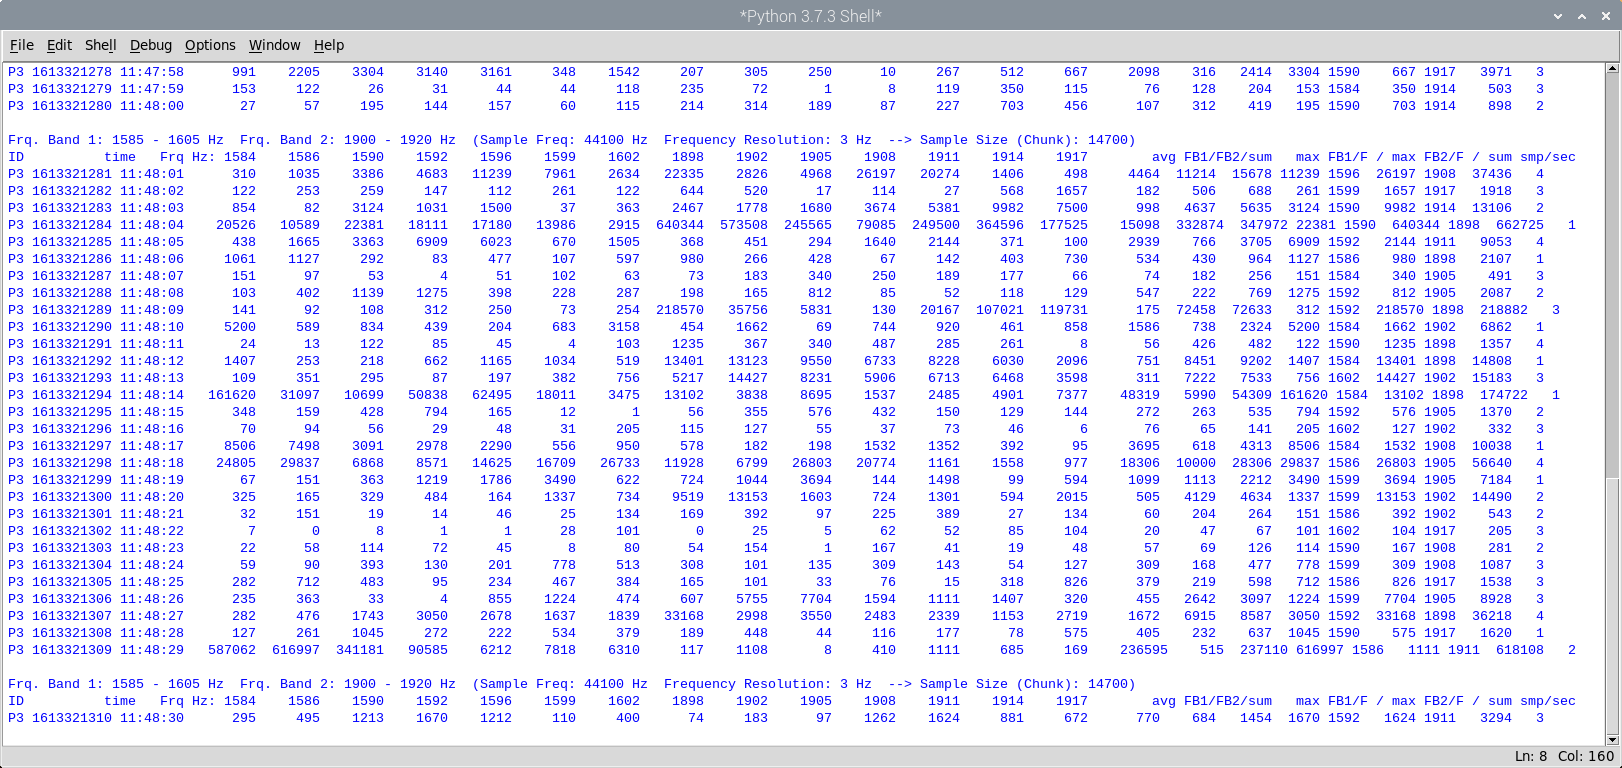 *Python 3.7.3 Shell*
File Edit Shell Debug Options Window Help
P3 1613321278 11:47:58 991 2205 3304 3140 3161 348 1542 207 305 250 10 267 512 667 2098 316 2414 3304 1590 667 1917 3971 3
P3 1613321279 11:47:59 153 122 26 31 44 44 118 235 72 1 8 119 350 115 76 128 204 153 1584 350 1914 503 3
P3 1613321280 11:48:00 27 57 195 144 157 60 115 214 314 189 87 227 703 456 107 312 419 195 1590 703 1914 898 2
Frq. Band 1: 1585 - 1605 Hz Frq. Band 2: 1900 - 1920 Hz (Sample Freq: 44100 Hz Frequency Resolution: 3 Hz --> Sample Size (Chunk): 14700)
ID time Frq Hz: 1584 1586 1590 1592 1596 1599 1602 1898 1902 1905 1908 1911 1914 1917 avg FB1/FB2/sum max FB1/F / max FB2/F / sum smp/sec
P3 1613321281 11:48:01 310 1035 3386 4683 11239 7961 2634 22335 2826 4968 26197 20274 1406 498 4464 11214 15678 11239 1596 26197 1908 37436 4
P3 1613321282 11:48:02 122 253 259 147 112 261 122 644 520 17 114 27 568 1657 182 506 688 261 1599 1657 1917 1918 3
P3 1613321283 11:48:03 854 82 3124 1031 1500 37 363 2467 1778 1680 3674 5381 9982 7500 998 4637 5635 3124 1590 9982 1914 13106 2
P3 1613321284 11:48:04 20526 10589 22381 18111 17180 13986 2915 640344 573508 245565 79085 249500 364596 177525 15098 332874 347972 22381 1590 640344 1898 662725 1
P3 1613321285 11:48:05 438 1665 3363 6909 6023 670 1505 368 451 294 1640 2144 371 100 2939 766 3705 6909 1592 2144 1911 9053 4
P3 1613321286 11:48:06 1061 1127 292 83 477 107 597 980 266 428 67 142 403 730 534 430 964 1127 1586 980 1898 2107 1
P3 1613321287 11:48:07 151 97 53 4 51 102 63 73 183 340 250 189 177 66 74 182 256 151 1584 340 1905 491 3
P3 1613321288 11:48:08 103 402 1139 1275 398 228 287 198 165 812 85 52 118 129 547 222 769 1275 1592 812 1905 2087 2
P3 1613321289 11:48:09 141 92 108 312 250 73 254 218570 35756 5831 130 20167 107021 119731 175 72458 72633 312 1592 218570 1898 218882 3
P3 1613321290 11:48:10 5200 589 834 439 204 683 3158 454 1662 69 744 920 461 858 1586 738 2324 5200 1584 1662 1902 6862 1
P3 1613321291 11:48:11 24 13 122 85 45 4 103 1235 367 340 487 285 261 8 56 426 482 122 1590 1235 1898 1357 4
P3 1613321292 11:48:12 1407 253 218 662 1165 1034 519 13401 13123 9550 6733 8228 6030 2096 751 8451 9202 1407 1584 13401 1898 14808 1
P3 1613321293 11:48:13 109 351 295 87 197 382 756 5217 14427 8231 5906 6713 6468 3598 311 7222 7533 756 1602 14427 1902 15183 3
P3 1613321294 11:48:14 161620 31097 10699 50838 62495 18011 3475 13102 3838 8695 1537 2485 4901 7377 48319 5990 54309 161620 1584 13102 1898 174722 1
P3 1613321295 11:48:15 348 159 428 794 165 12 1 56 355 576 432 150 129 144 272 263 535 794 1592 576 1905 1370 2
P3 1613321296 11:48:16 70 94 56 29 48 31 205 115 127 55 37 73 46 6 76 65 141 205 1602 127 1902 332 3
P3 1613321297 11:48:17 8506 7498 3091 2978 2290 556 950 578 182 198 1532 1352 392 95 3695 618 4313 8506 1584 1532 1908 10038 1
P3 1613321298 11:48:18 24805 29837 6868 8571 14625 16709 26733 11928 6799 26803 20774 1161 1558 977 18306 10000 28306 29837 1586 26803 1905 56640 4
P3 1613321299 11:48:19 67 151 363 1219 1786 3490 622 724 1044 3694 144 1498 99 594 1099 1113 2212 3490 1599 3694 1905 7184 1
P3 1613321300 11:48:20 325 165 329 484 164 1337 734 9519 13153 1603 724 1301 594 2015 505 4129 4634 1337 1599 13153 1902 14490 2
P3 1613321301 11:48:21 32 151 19 14 46 25 134 169 392 97 225 389 27 134 60 204 264 151 1586 392 1902 543 2
P3 1613321302 11:48:22 7 0 8 1 1 28 101 0 25 5 62 52 85 104 20 47 67 101 1602 104 1917 205 3
P3 1613321303 11:48:23 22 58 114 72 45 8 80 54 154 1 167 41 19 48 57 69 126 114 1590 167 1908 281 2
P3 1613321304 11:48:24 59 90 393 130 201 778 513 308 101 135 309 143 54 127 309 168 477 778 1599 309 1908 1087 3
P3 1613321305 11:48:25 282 712 483 95 234 467 384 165 101 33 76 15 318 826 379 219 598 712 1586 826 1917 1538 3
P3 1613321306 11:48:26 235 363 33 4 855 1224 474 607 5755 7704 1594 1111 1407 320 455 2642 3097 1224 1599 7704 1905 8928 3
P3 1613321307 11:48:27 282 476 1743 3050 2678 1637 1839 33168 2998 3550 2483 2339 1153 2719 1672 6915 8587 3050 1592 33168 1898 36218 4
P3 1613321308 11:48:28 127 261 1045 272 222 534 379 189 448 44 116 177 78 575 405 232 637 1045 1590 575 1917 1620 1
P3 1613321309 11:48:29 587062 616997 341181 90585 6212 7818 6310 117 1108 8 410 1111 685 169 236595 515 237110 616997 1586 1111 1911 618108 2
Frq. Band 1: 1585 - 1605 Hz Frq. Band 2: 1900 - 1920 Hz (Sample Freq: 44100 Hz Frequency Resolution: 3 Hz --> Sample Size (Chunk): 14700)
ID time Frq Hz: 1584 1586 1590 1592 1596 1599 1602 1898 1902 1905 1908 1911 1914 1917 avg FB1/FB2/sum max FB1/F / max FB2/F / sum smp/sec
P3 1613321310 11:48:30 295 495 1213 1670 1212 110 400 74 183 97 1262 1624 881 672 770 684 1454 1670 1592 1624 1911 3294 3
Ln: 8 Col: 160